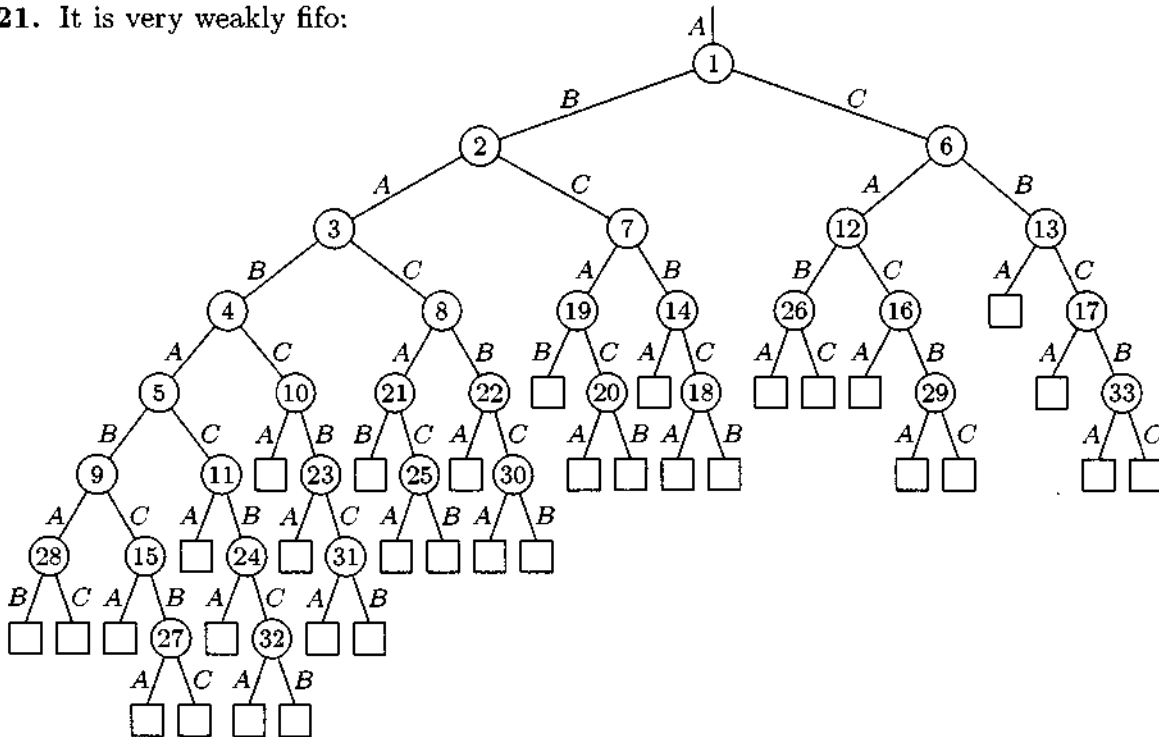 21. It is very weakly fifo:
A
1
B C
2 6
A C A B
3 7 12 13
B C A B B C A C
4 8 19 14 26 16 17
A C A B B C A C A C A B A B
5 10 21 22 20 18 29 33
B C A B B C A C A B A B A C A C
9 11 23 25 30
A C A B A C A B A B
28 15 24 31
B C A B A C A B
27 32
A C A B